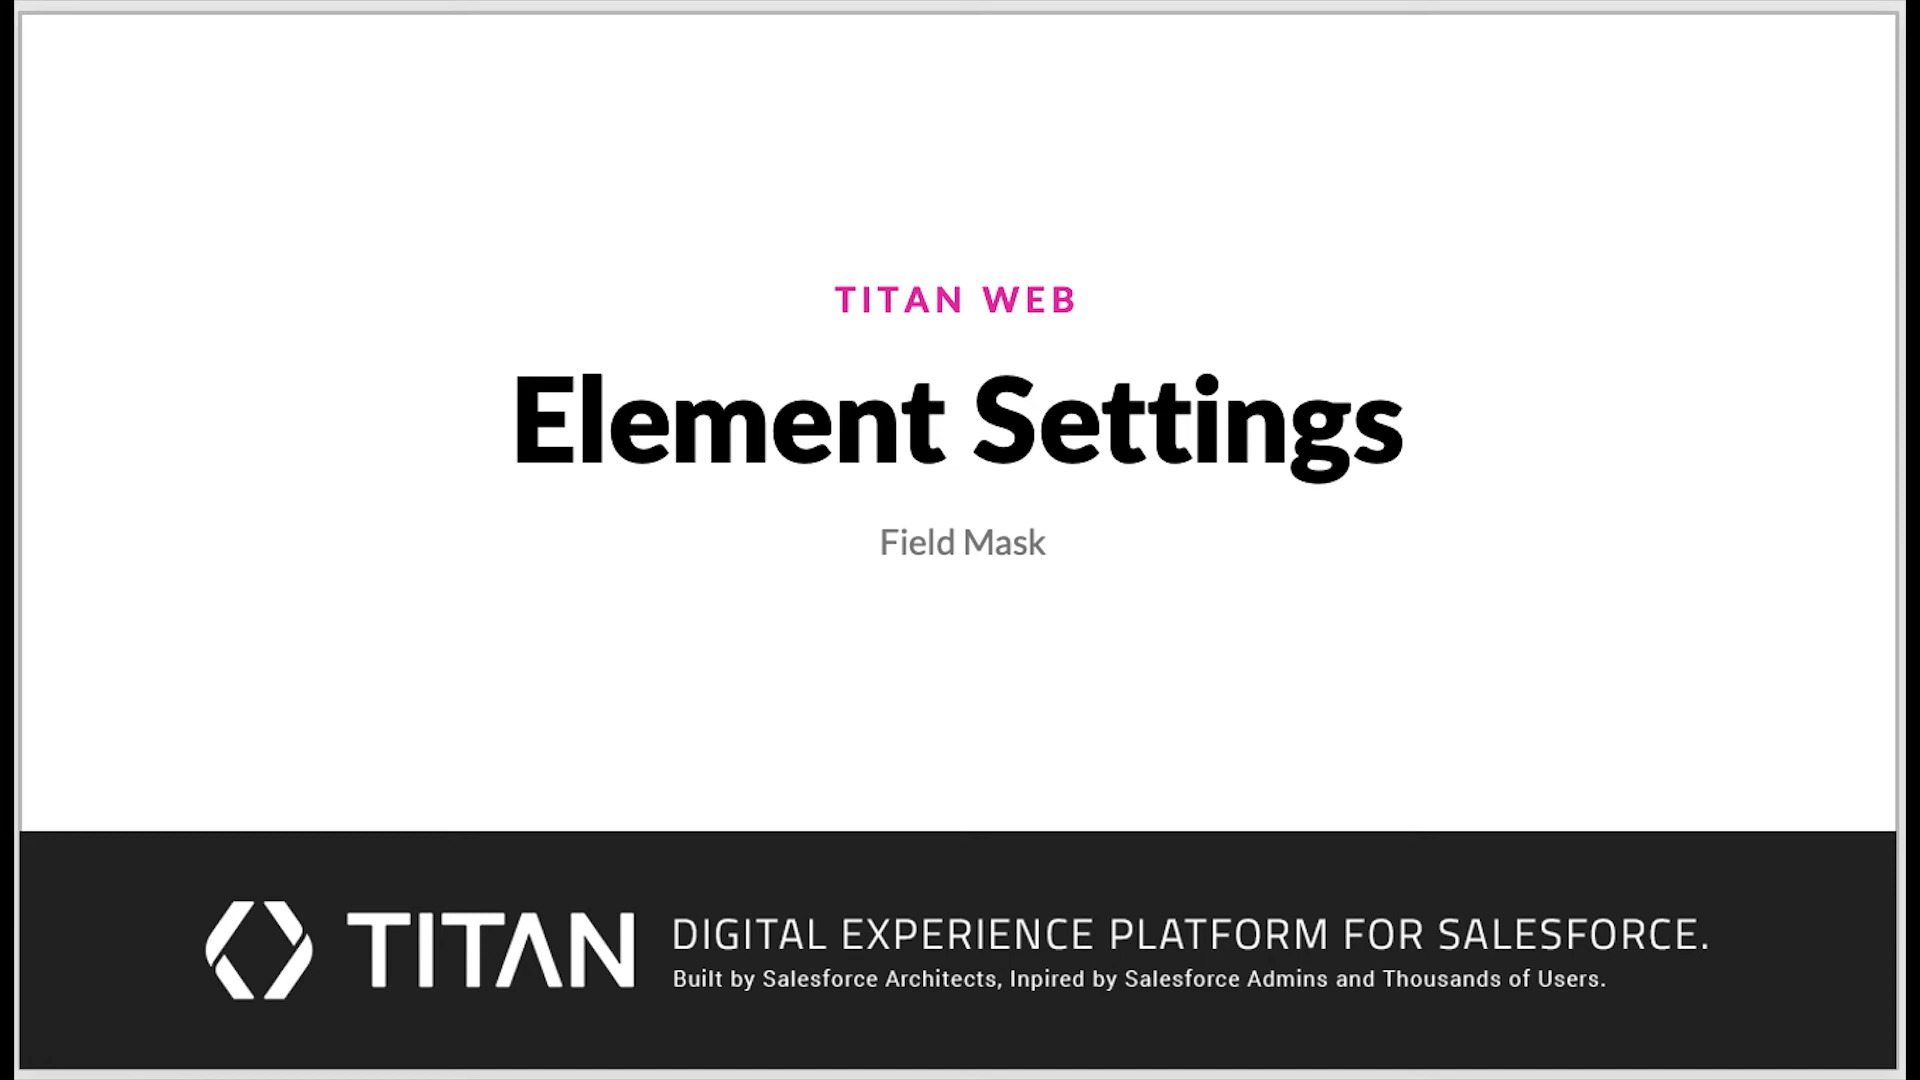 TITAN WEB
Element Settings
Field Mask
TITAN
DIGITAL EXPERIENCE PLATFORM FOR SALESFORCE.
Built by Salesforce Architects, Inpired by Salesforce Admins and Thousands of Users.